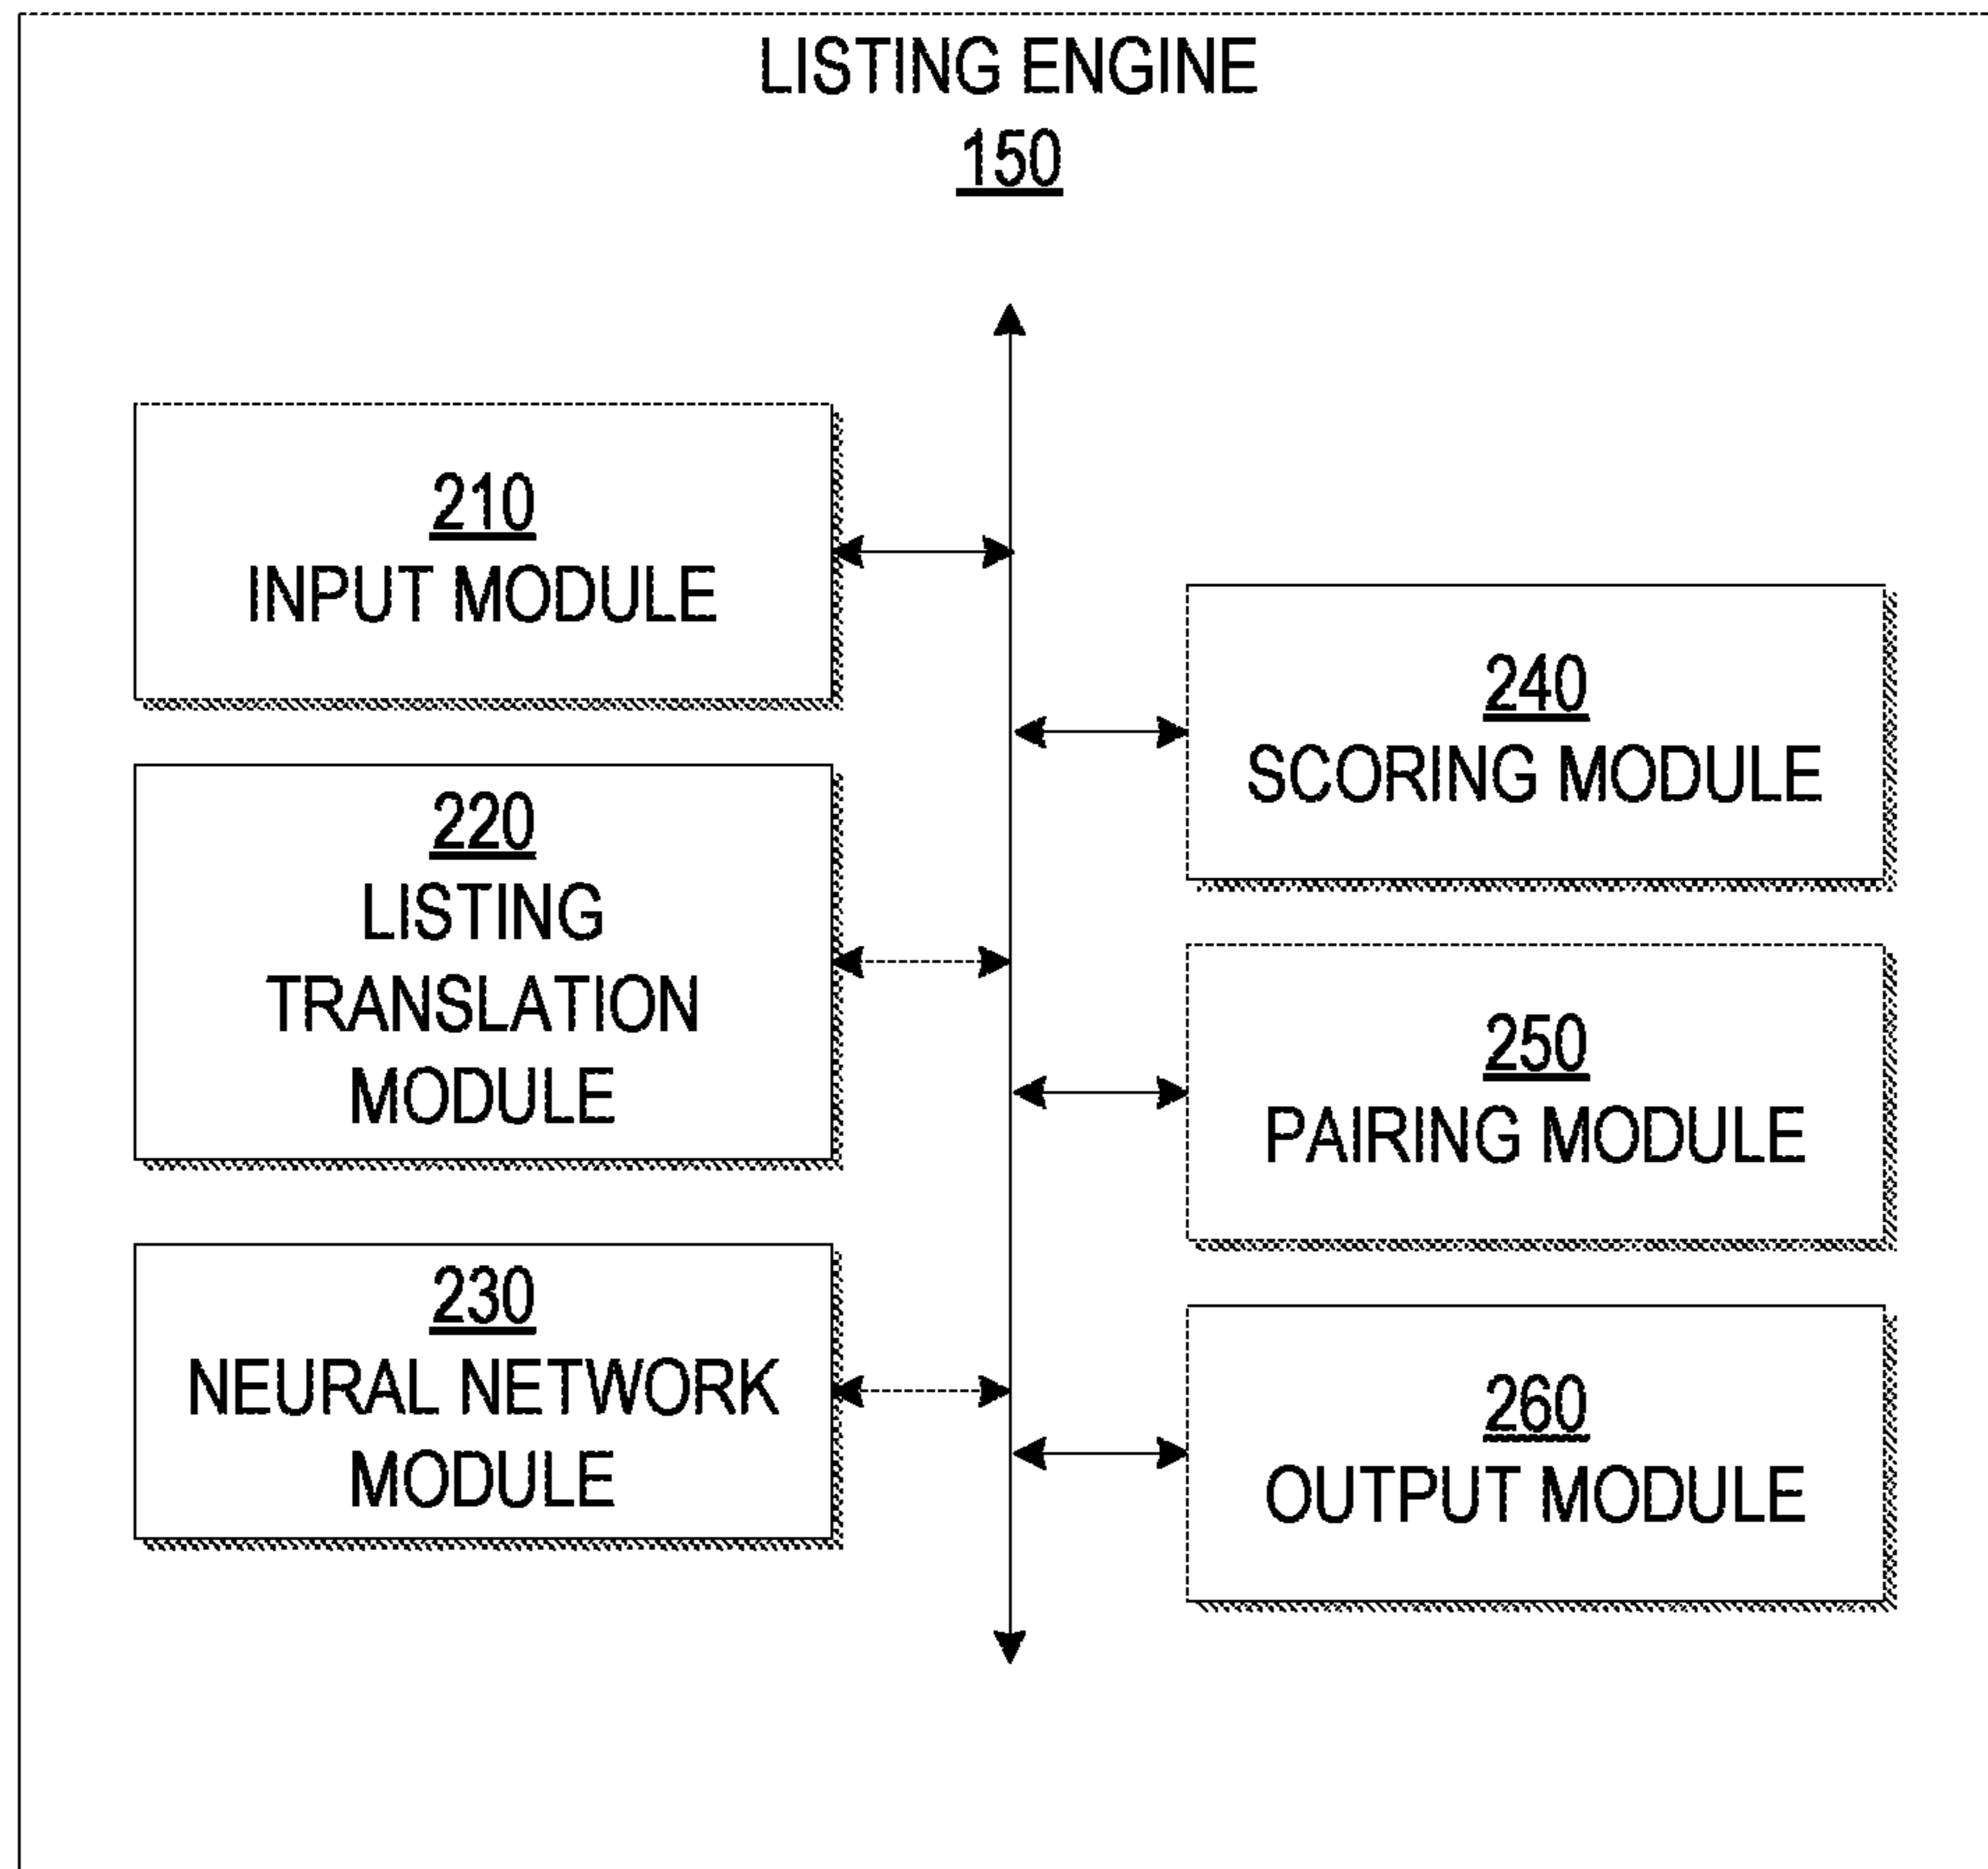 LISTING ENGINE
150
210
INPUT MODULE
220
LISTING
TRANSLATION
MODULE
230
NEURAL NETWORK
MODULE
240
SCORING MODULE
250
PAIRING MODULE
260
OUTPUT MODULE